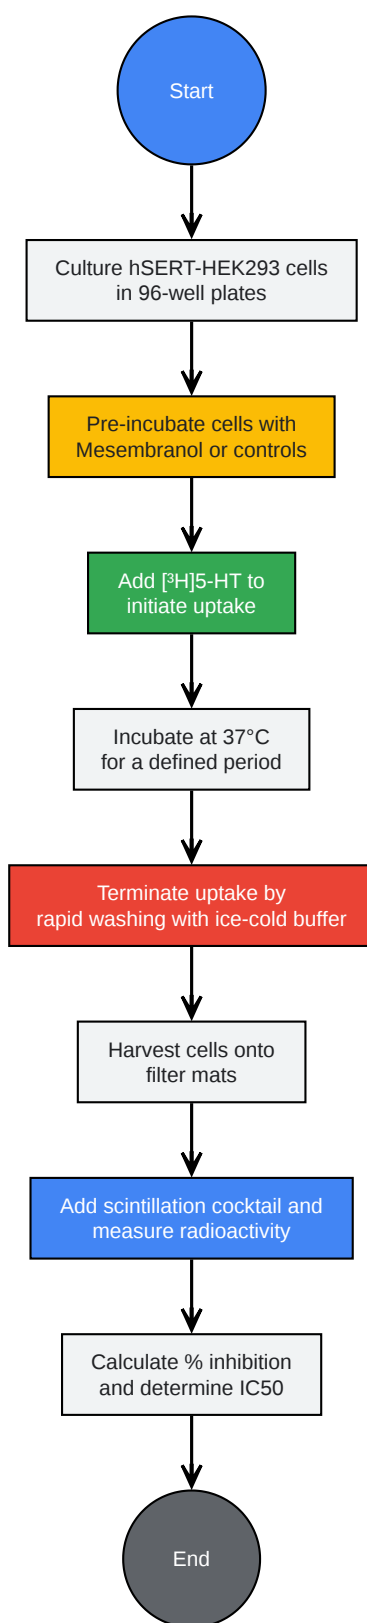 Start
Culture hSERT-HEK293 cells
in 96-well plates
Pre-incubate cells with
Mesembranol or controls
Add [³H]5-HT to
initiate uptake
Incubate at 37°C
for a defined period
Terminate uptake by
rapid washing with ice-cold buffer
Harvest cells onto
filter mats
Add scintillation cocktail and
measure radioactivity
Calculate % inhibition
and determine IC50
End